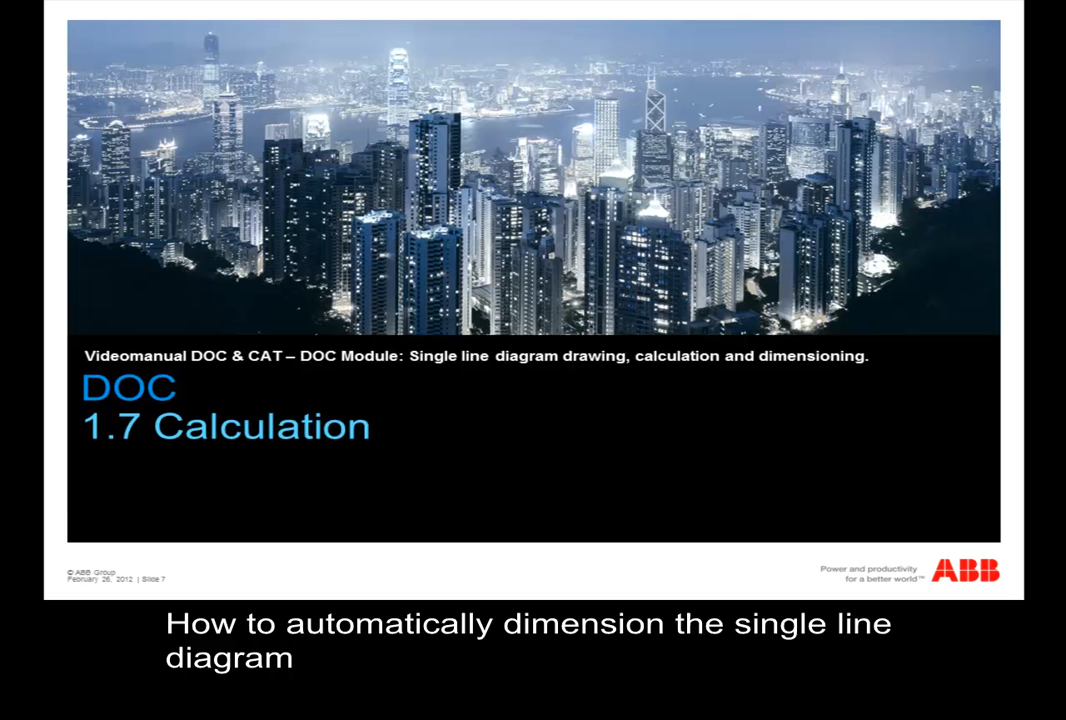 Videomanual DOC & CAT – DOC Module: Single line diagram drawing, calculation and dimensioning.
DOC
1.7 Calculation
© ABB Group
February 26, 2012 | Slide 7
Power and productivity
for a better world™
ABB
How to automatically dimension the single line
diagram